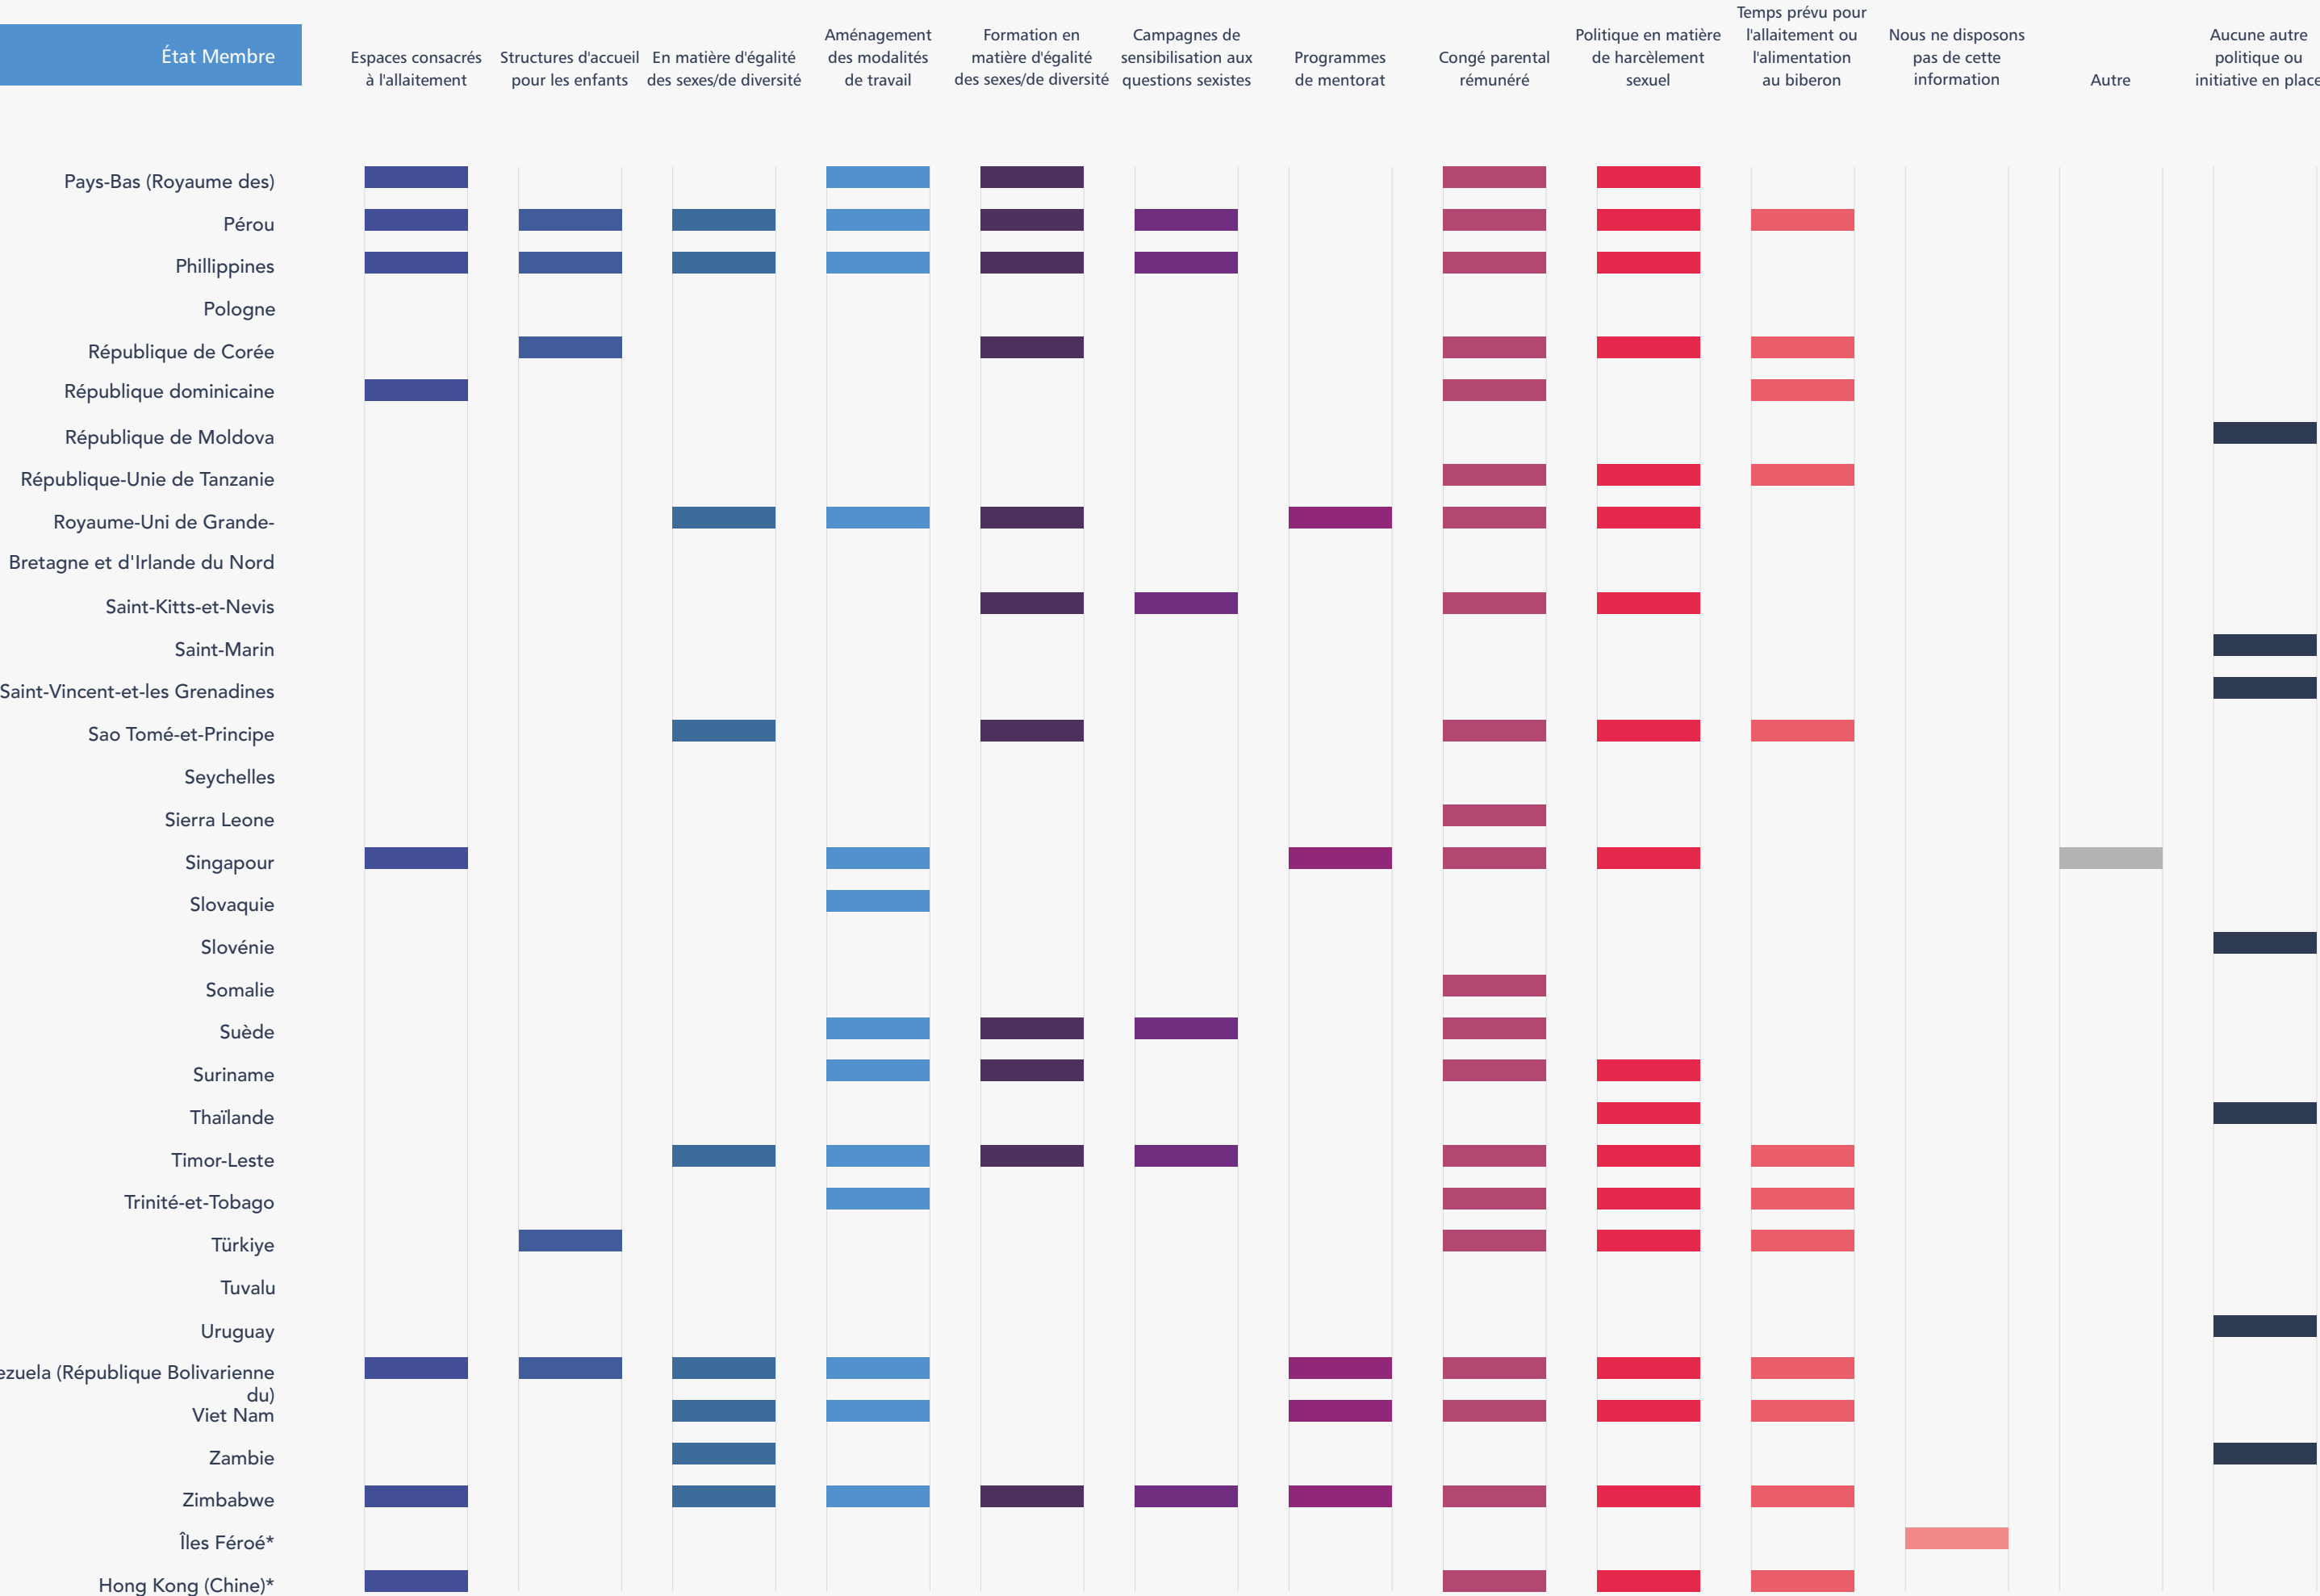 État Membre
Espaces consacrés
à l'allaitement
Structures d'accueil
pour les enfants
En matière d'égalité
des sexes/de diversité
Aménagement
des modalités
de travail
Formation en
matière d'égalité
des sexes/de diversité
Campagnes de
sensibilisation aux
questions sexistes
Programmes
de mentorat
Congé parental
rémunéré
Politique en matière
de harcèlement
sexuel
Temps prévu pour
l'allaitement ou
l'alimentation
au biberon
Nous ne disposons
pas de cette
information
Autre
Aucune autre
politique ou
initiative en place
Pays-Bas (Royaume des)
Pérou
Phillippines
Pologne
République de Corée
République dominicaine
République de Moldova
République-Unie de Tanzanie
Royaume-Uni de Grande-
Bretagne et d'Irlande du Nord
Saint-Kitts-et-Nevis
Saint-Marin
Saint-Vincent-et-les Grenadines
Sao Tomé-et-Principe
Seychelles
Sierra Leone
Singapour
Slovaquie
Slovénie
Somalie
Suède
Suriname
Thaïlande
Timor-Leste
Trinité-et-Tobago
Türkiye
Tuvalu
Uruguay
ezuela (République Bolivarienne
du)
Viet Nam
Zambie
Zimbabwe
Îles Féroé*
Hong Kong (Chine)*